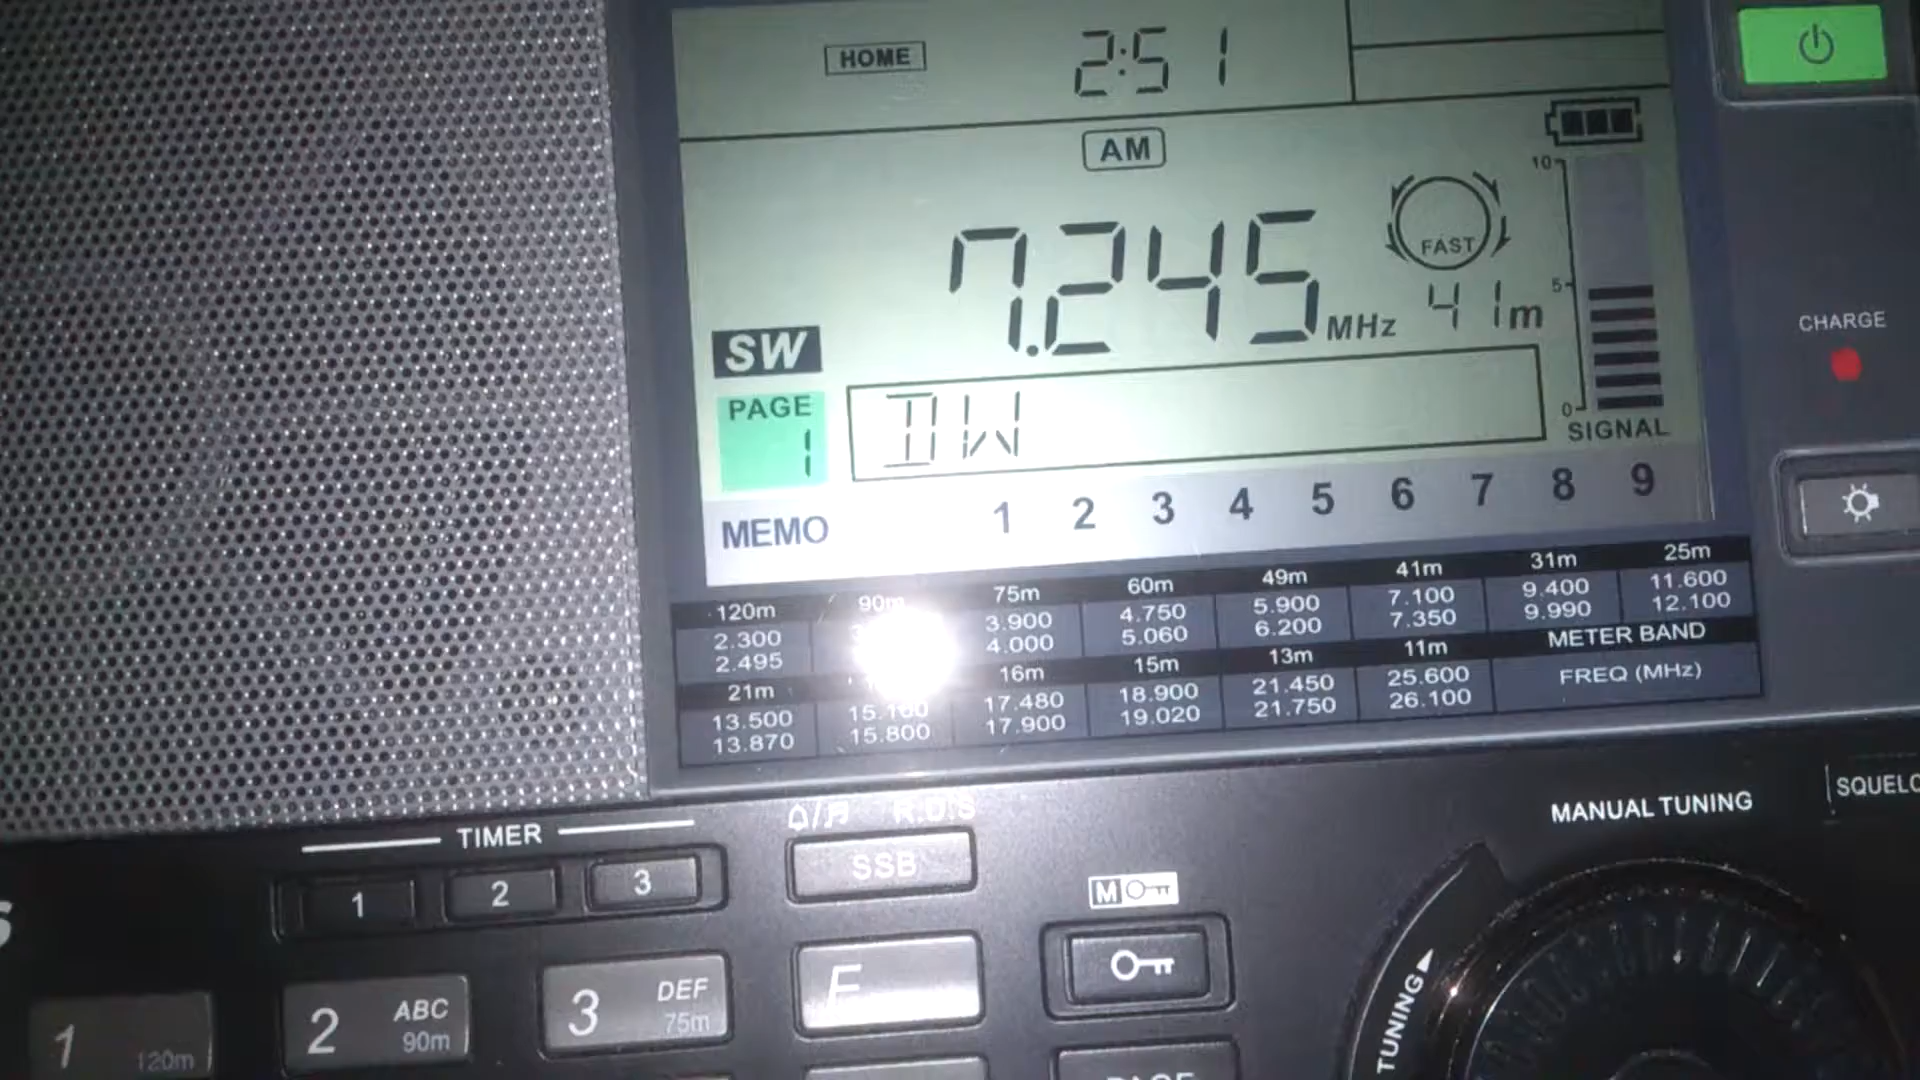 HOME 2:51
AM
10
7.245 MHz
FAST
41m
5
0
SIGNAL
SW
PAGE
1
DW
MEMO 1 2 3 4 5 6 7 8 9
CHARGE
120m 90m 75m 60m 49m 41m 31m 25m
2.300 3.900 4.750 5.900 7.100 9.400 11.600
2.495 4.000 5.060 6.200 7.350 9.990 12.100
21m 16m 15m 13m 11m METER BAND
13.500 15.100 17.480 18.900 21.450 25.600 FREQ (MHz)
13.870 15.800 17.900 19.020 21.750 26.100
TIMER
1 2 3
R.D.S
SSB
M
MANUAL TUNING
TUNING
1 120m
2 ABC 90m
3 DEF 75m